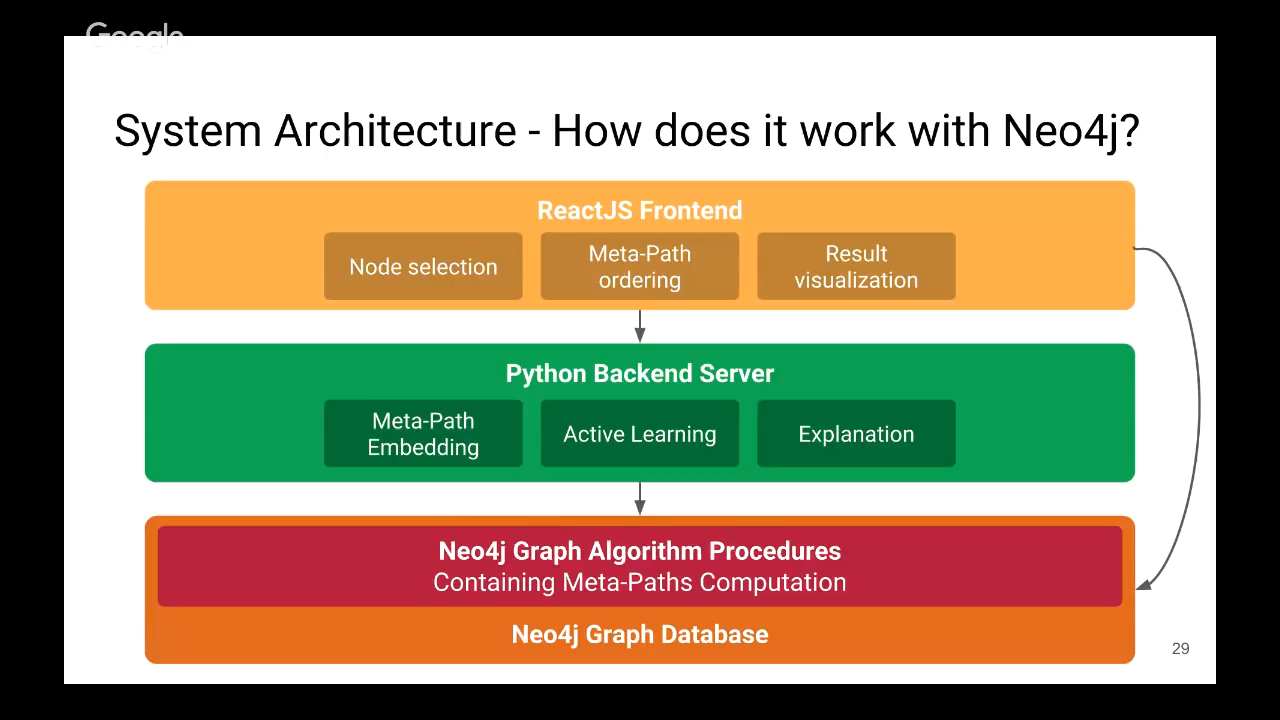 Google
System Architecture - How does it work with Neo4j?
ReactJS Frontend
Node selection
Meta-Path
ordering
Result
visualization
Python Backend Server
Meta-Path
Embedding
Active Learning
Explanation
Neo4j Graph Algorithm Procedures
Containing Meta-Paths Computation
Neo4j Graph Database
29